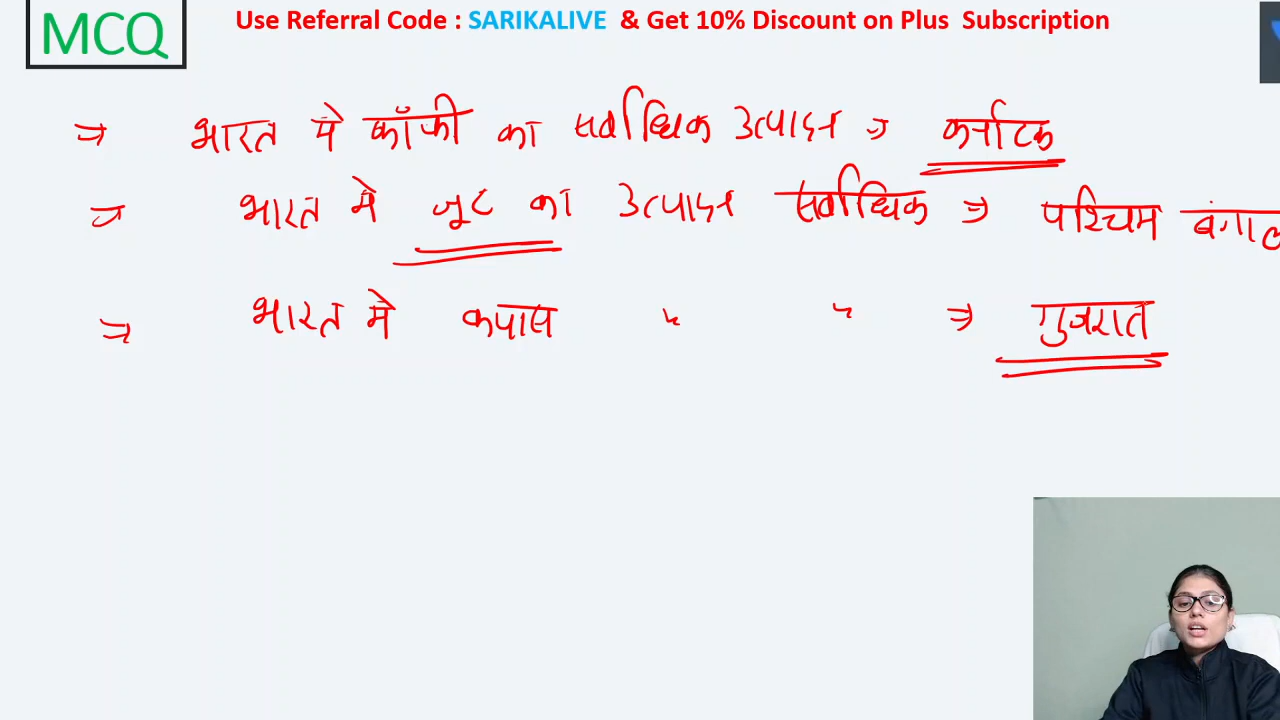 MCQ
Use Referral Code : SARIKALIVE & Get 10% Discount on Plus Subscription
⇒ भारत में कॉफी का सर्वाधिक उत्पादन ⇒ कर्नाटक
⇒ भारत में जूट का उत्पादन सर्वाधिक ⇒ पश्चिम बंगाल
⇒ भारत में कपास " " ⇒ गुजरात